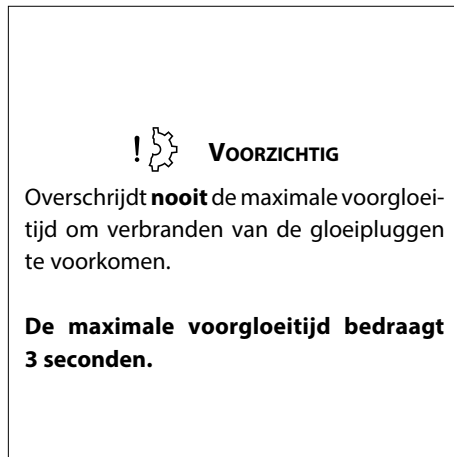 ! VOORZICHTIG
Overschrijdt nooit de maximale voorgloei-
tijd om verbranden van de gloeipluggen
te voorkomen.
De maximale voorgloeitijd bedraagt
3 seconden.